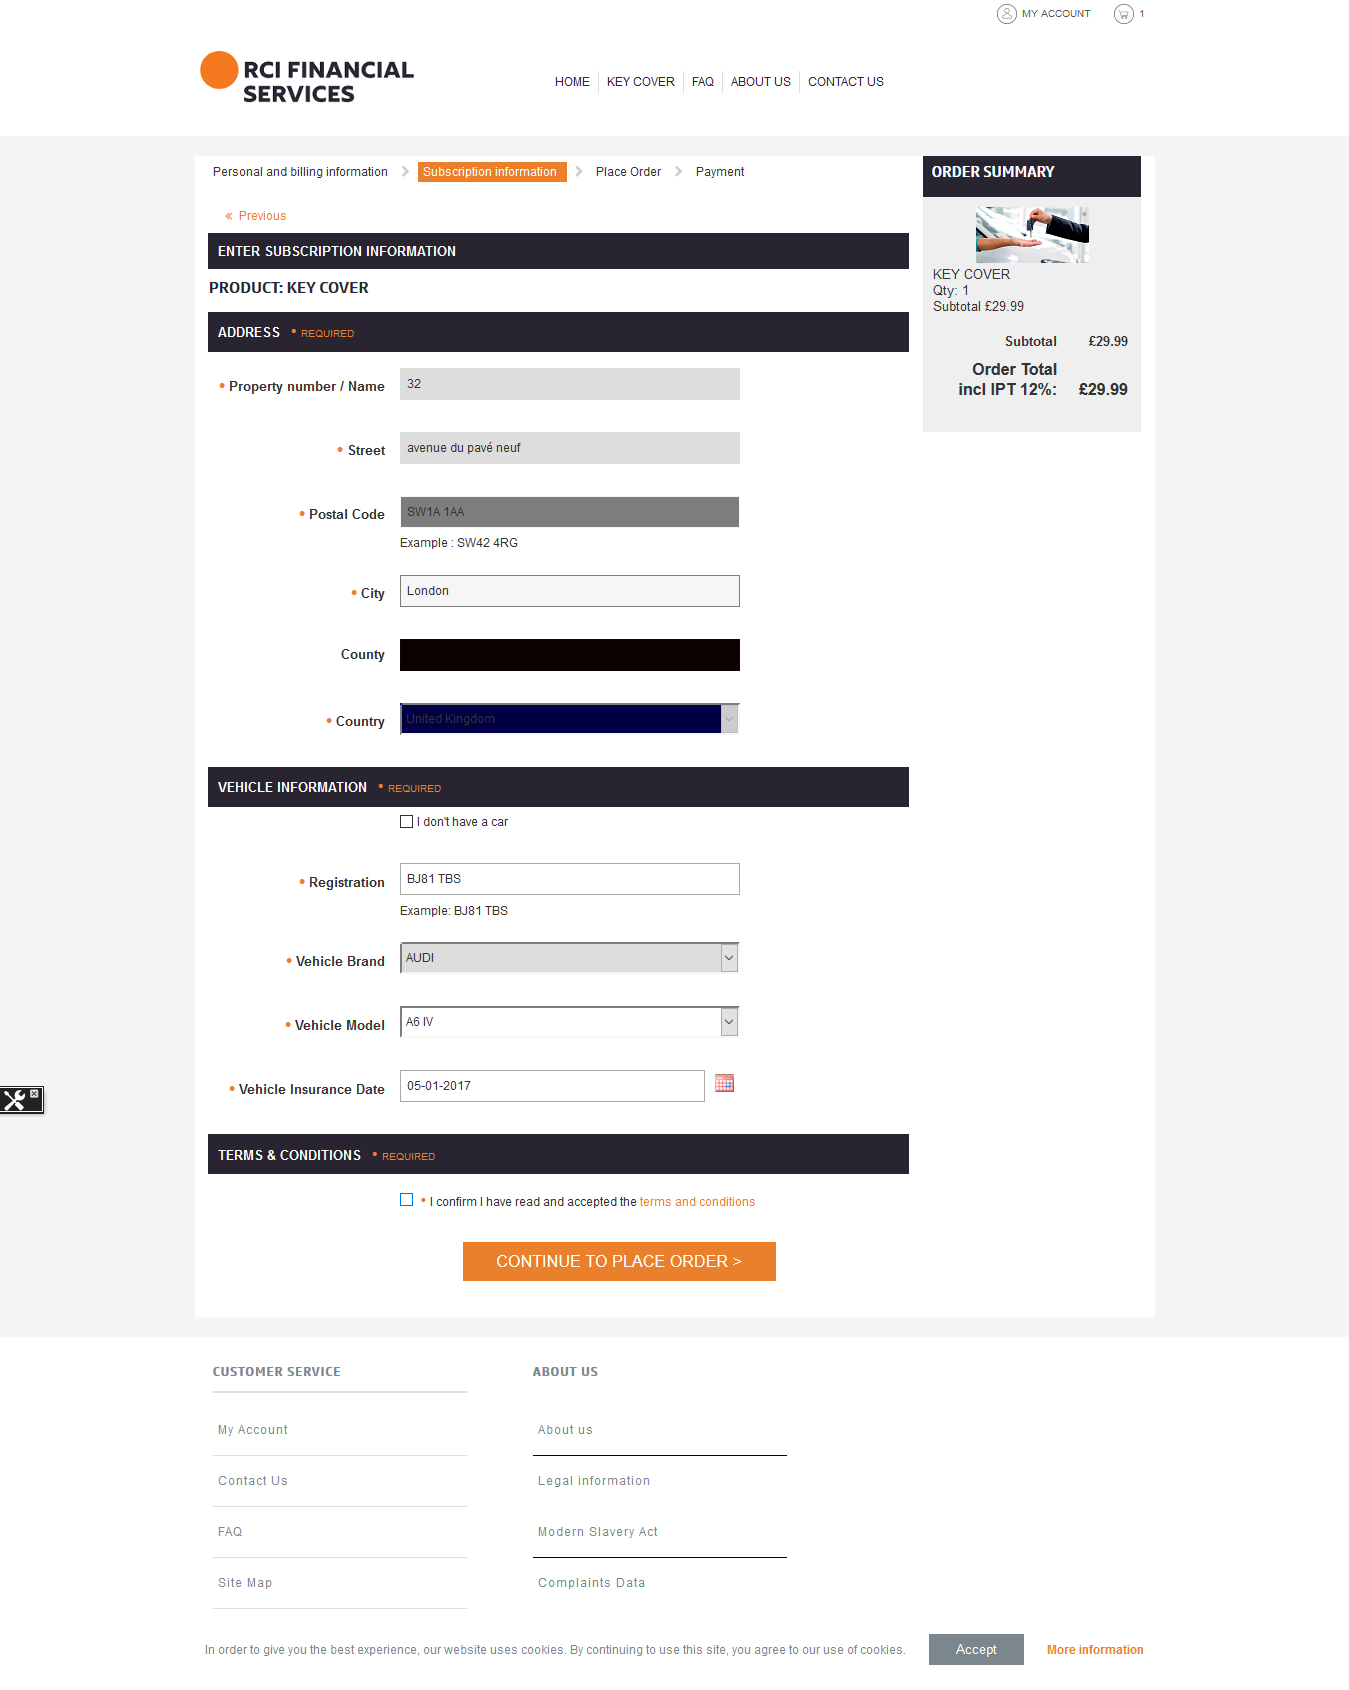 MY ACCOUNT 1
RCI FINANCIAL
SERVICES
HOME KEY COVER FAQ ABOUT US CONTACT US
Personal and billing information Subscription information Place Order Payment
« Previous
ENTER SUBSCRIPTION INFORMATION
PRODUCT: KEY COVER
ADDRESS • REQUIRED
• Property number / Name 32
• Street avenue du pavé neuf
• Postal Code SW1A 1AA
Example : SW42 4RG
• City London
County
• Country United Kingdom
VEHICLE INFORMATION • REQUIRED
I don't have a car
• Registration BJ81 TBS
Example: BJ81 TBS
• Vehicle Brand AUDI
• Vehicle Model A6 IV
• Vehicle Insurance Date 05-01-2017
TERMS & CONDITIONS • REQUIRED
• I confirm I have read and accepted the terms and conditions
CONTINUE TO PLACE ORDER >
ORDER SUMMARY
KEY COVER
Qty: 1
Subtotal £29.99
Subtotal £29.99
Order Total
incl IPT 12%: £29.99
CUSTOMER SERVICE
My Account
Contact Us
FAQ
Site Map
ABOUT US
About us
Legal information
Modern Slavery Act
Complaints Data
In order to give you the best experience, our website uses cookies. By continuing to use this site, you agree to our use of cookies. Accept More information